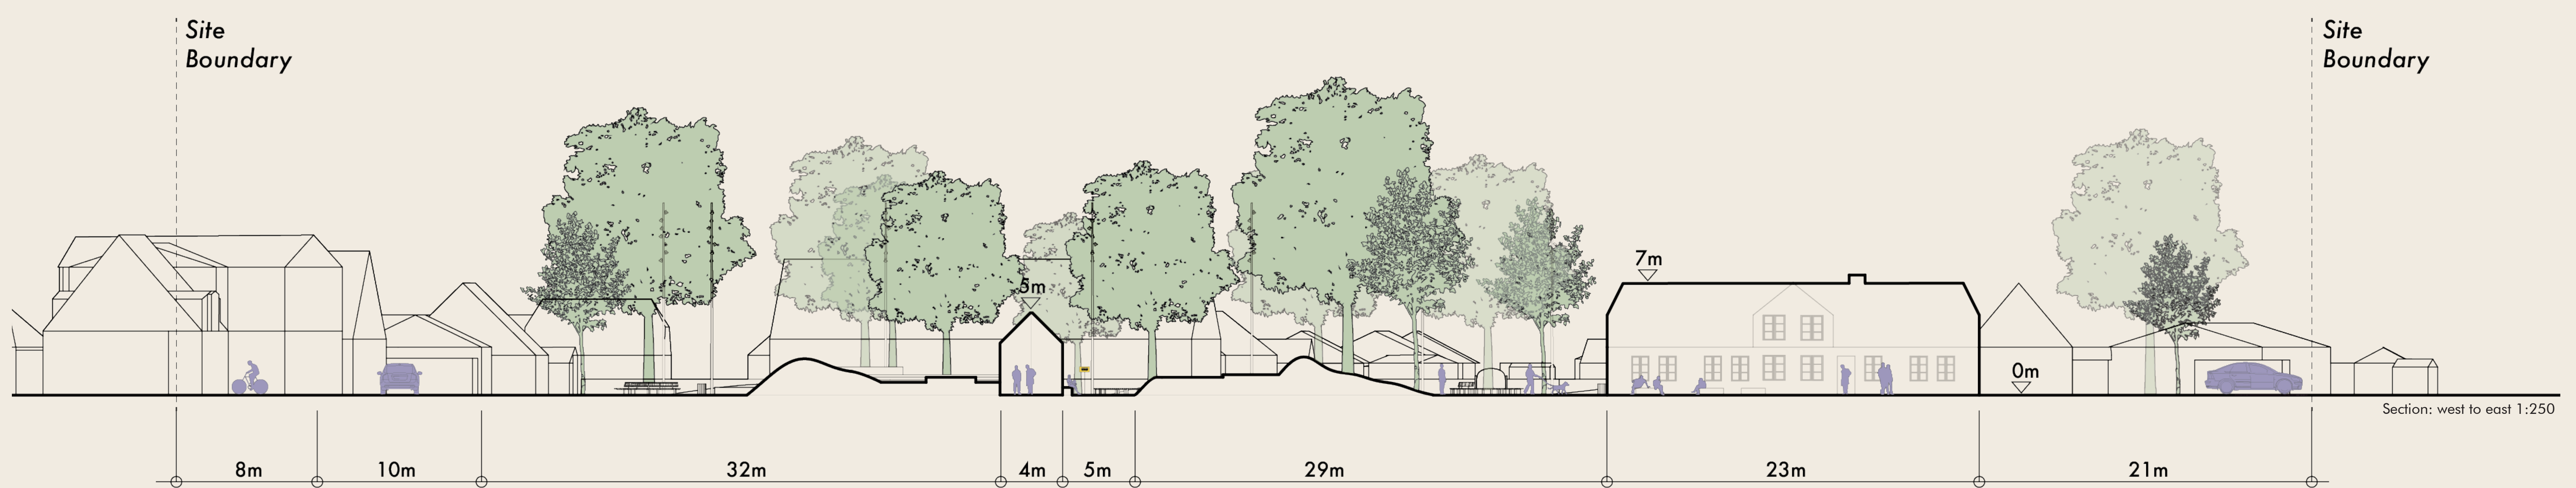 Site
Boundary
Site
Boundary
7m
5m
0m
Section: west to east 1:250
8m
10m
32m
4m
5m
29m
23m
21m